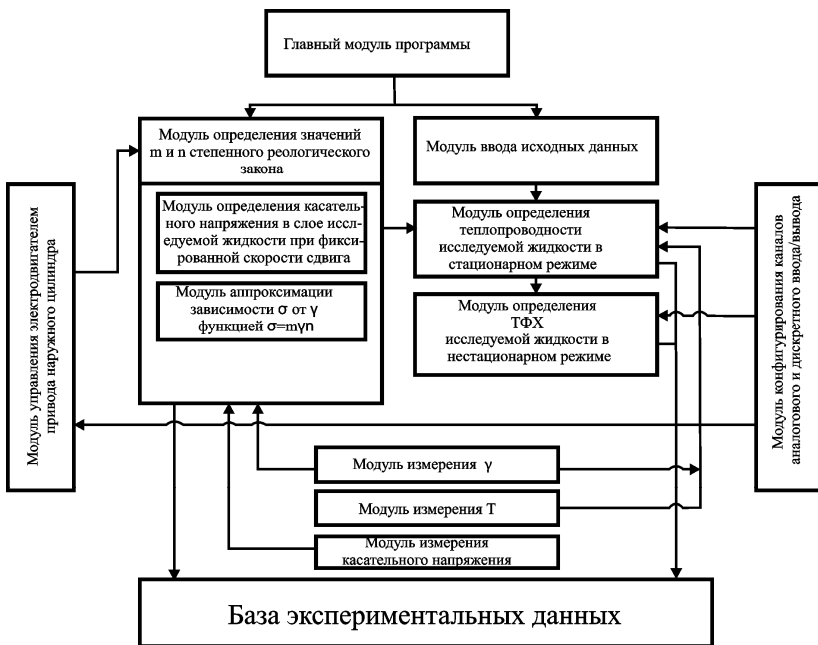 Главный модуль программы
Модуль определения значений
m и n степенного реологического
закона
Модуль ввода исходных данных
Модуль определения касатель-
ного напряжения в слое иссл-
едуемой жидкости при фикси-
рованной скорости сдвига
Модуль определения
теплопроводности
исследуемой жидкости в
стационарном режиме
Модуль аппроксимации
зависимости σ от γ
функцией σ=mγn
Модуль определения
ТФХ
исследуемой жидкости в
нестационарном режиме
Модуль управления электродвигателем
привода наружного цилиндра
Модуль конфигурирования каналов
аналогового и дискретного ввода/вывода
Модуль измерения γ
Модуль измерения T
Модуль измерения
касательного напряжения
База экспериментальных данных